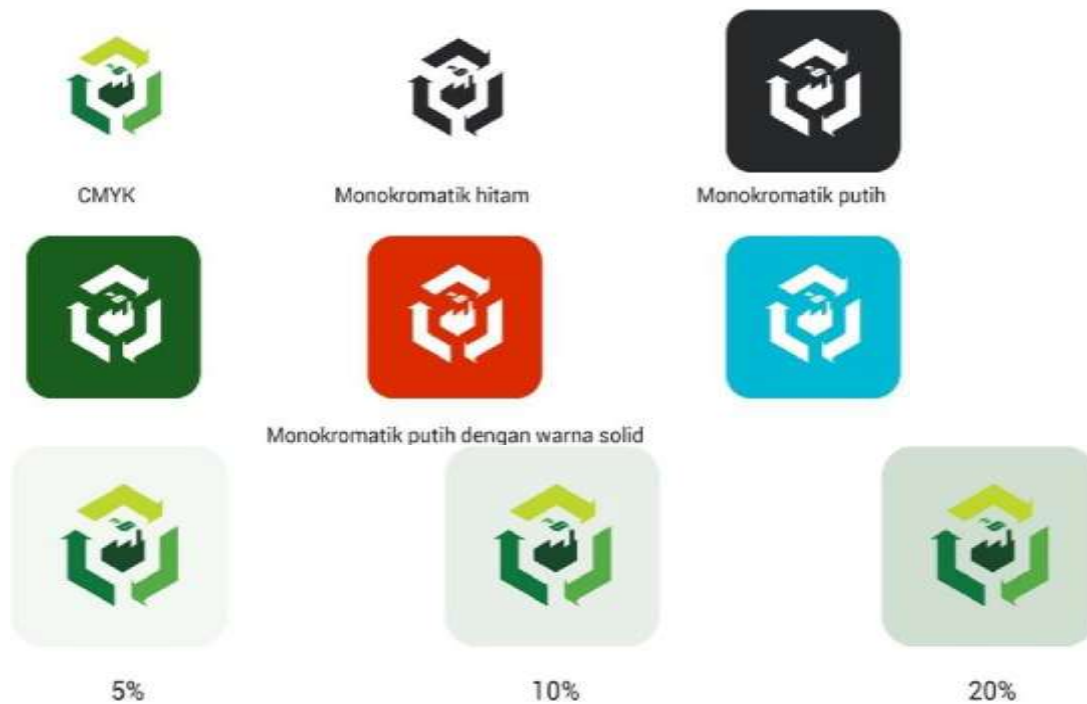 CMYK
Monokromatik hitam
Monokromatik putih
Monokromatik putih dengan warna solid
5%
10%
20%